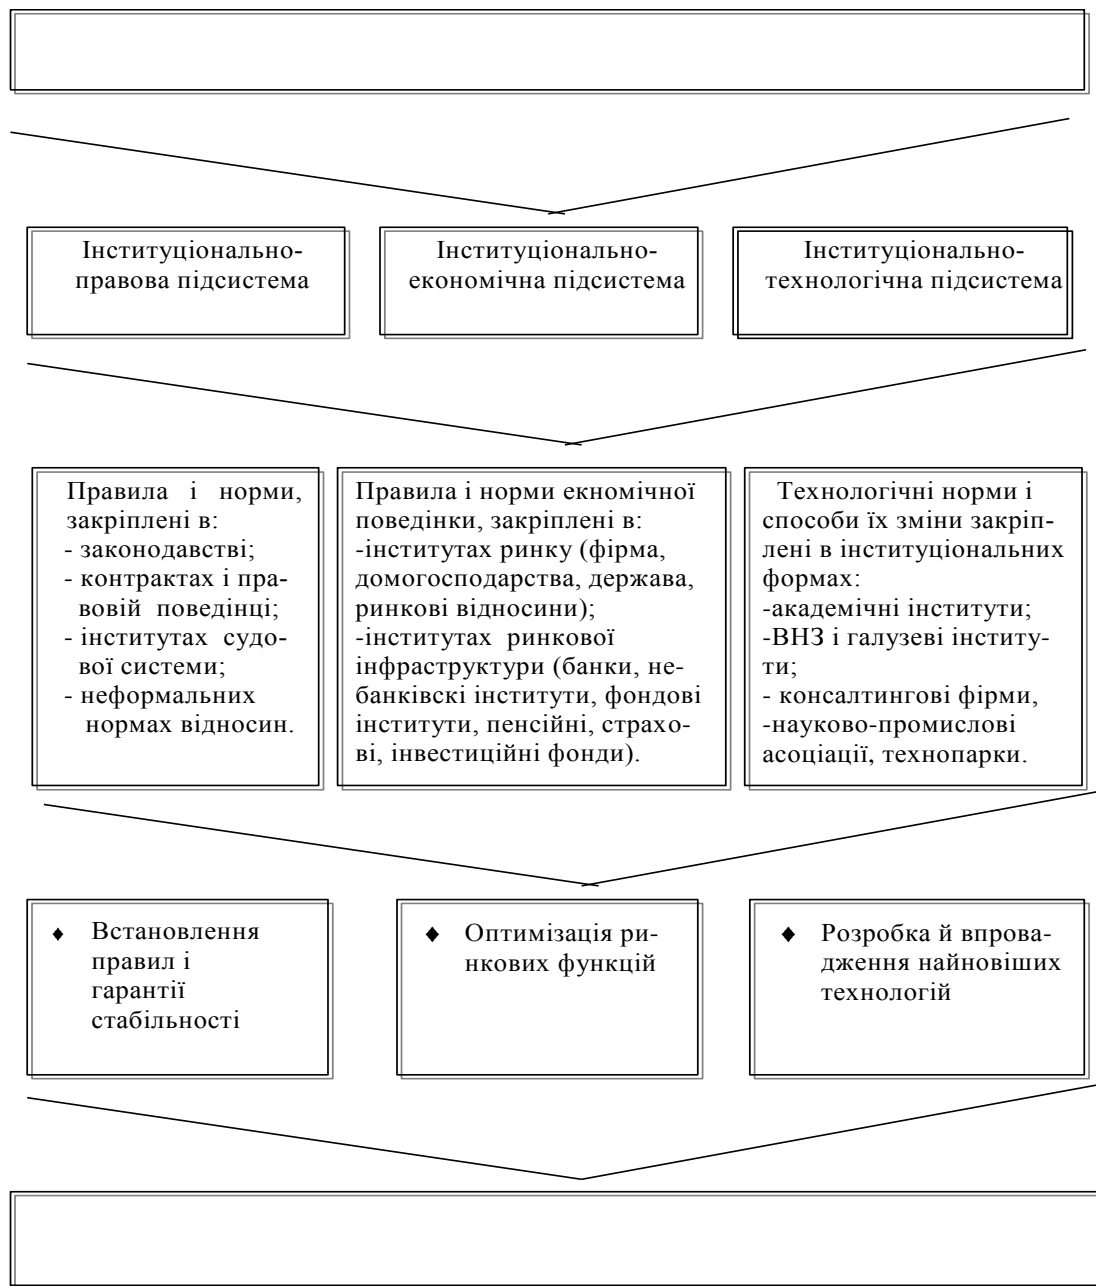 Інституціонально-
правова підсистема
Інституціонально-
економічна підсистема
Інституціонально-
технологічна підсистема
Правила і норми,
закріплені в:
- законодавстві;
- контрактах і пра-
вовій поведінці;
- інститутах судо-
ової системи;
- неформальних
нормах відносин.
Правила і норми екномічної
поведінки, закріплені в:
-інститутах ринку (фірма,
домогосподарства, держава,
ринкові відносини);
-інститутах ринкової
інфраструктури (банки, не-
банківскі інститути, фондові
інститути, пенсійні, страхо-
ві, інвестиційні фонди).
Технологічні норми і
способи їх зміни закріп-
лені в інституціональних
формах:
-академічні інститути;
-ВНЗ і галузеві інститу-
ти;
- консалтингові фірми,
-науково-промислові
асоціації, технопарки.
♦ Встановлення
правил і
гарантії
стабільності
♦ Оптимізація ри-
нкових функцій
♦ Розробка й впрова-
дження найновіших
технологій